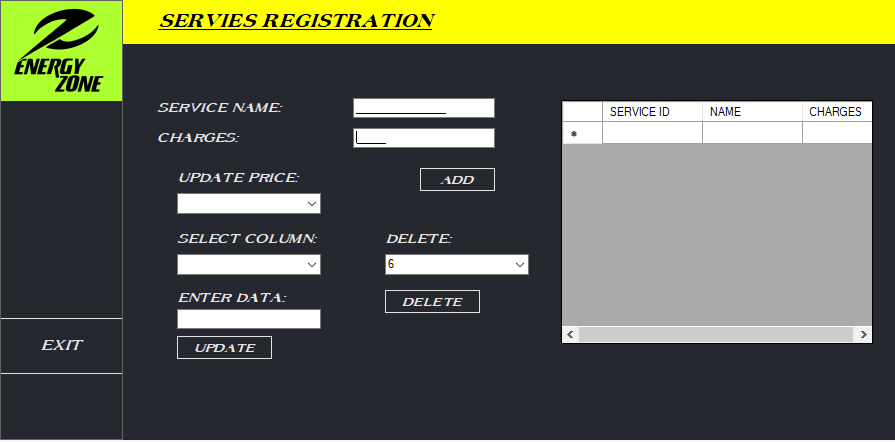 ENERGY
ZONE
SERVIES REGISTRATION
SERVICE NAME:
CHARGES:
UPDATE PRICE:
ADD
SELECT COLUMN:
DELETE:
6
ENTER DATA:
DELETE
UPDATE
SERVICE ID NAME CHARGES
EXIT